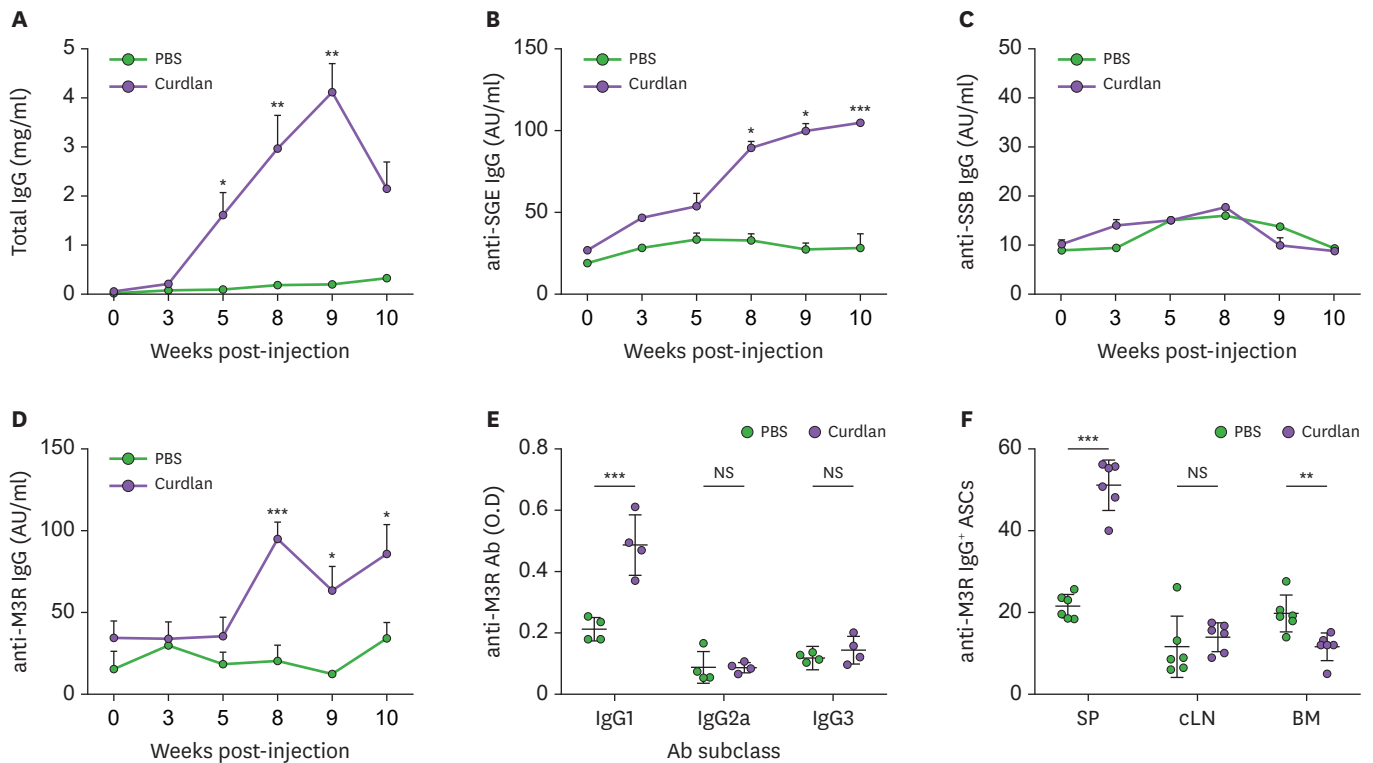 A
Total IgG (mg/ml)
5
4
3
2
1
0
PBS
Curdlan
*
**
**
0 3 5 8 9 10
Weeks post-injection
B
anti-SGE IgG (AU/ml)
150
100
50
0
PBS
Curdlan
*
*
***
0 3 5 8 9 10
Weeks post-injection
C
anti-SSB IgG (AU/ml)
50
40
30
20
10
0
PBS
Curdlan
0 3 5 8 9 10
Weeks post-injection
D
anti-M3R IgG (AU/ml)
150
100
50
0
PBS
Curdlan
***
*
*
0 3 5 8 9 10
Weeks post-injection
E
anti-M3R Ab (O.D)
0.8
0.6
0.4
0.2
0
PBS Curdlan
*** NS NS
IgG1 IgG2a IgG3
Ab subclass
F
anti-M3R IgG⁺ ASCs
60
40
20
0
PBS Curdlan
*** NS **
SP cLN BM